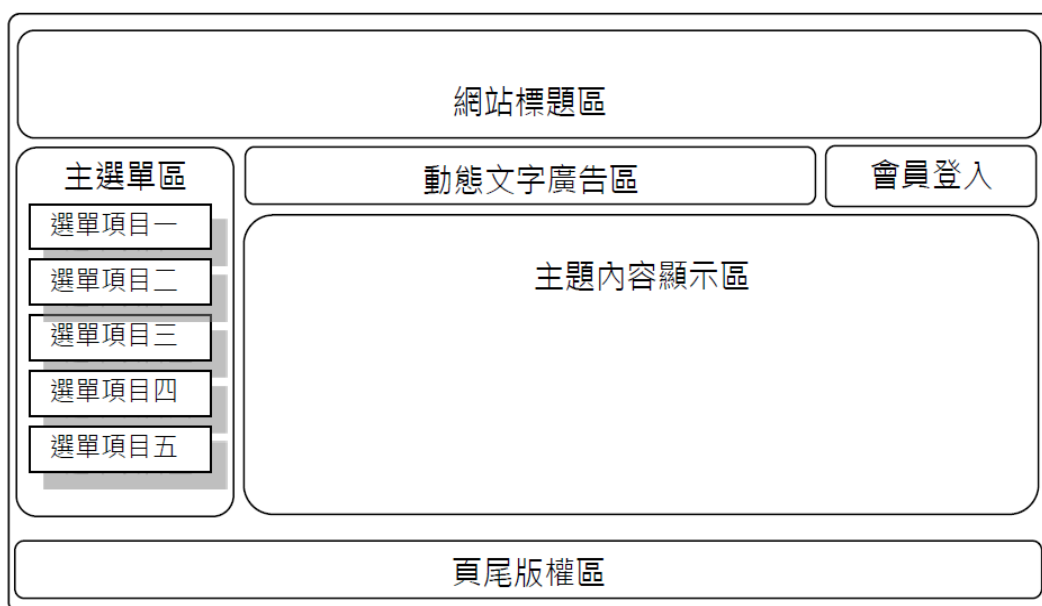 網站標題區
主選單區
選單項目一
選單項目二
選單項目三
選單項目四
選單項目五
動態文字廣告區
會員登入
主題內容顯示區
頁尾版權區